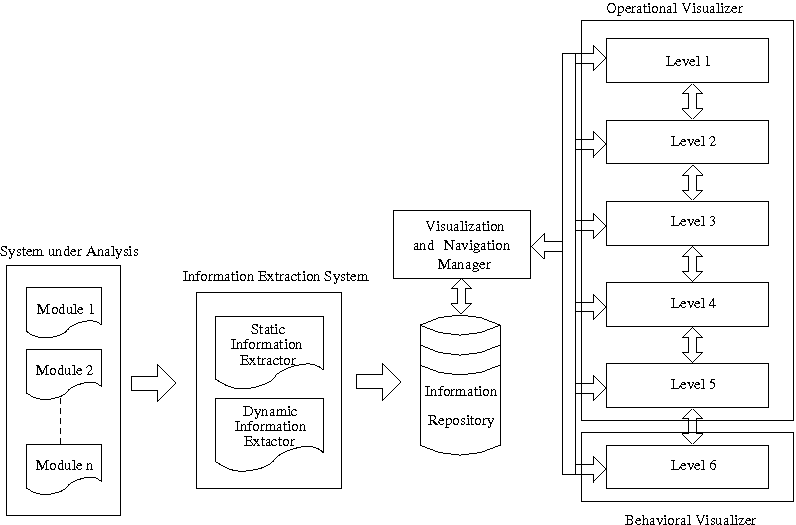 Operational Visualizer
Level 1
Level 2
Level 3
Level 4
Level 5
Level 6
Behavioral Visualizer
Visualization
and Navigation
Manager
Information
Repository
Information Extraction System
Static
Information
Extractor
Dynamic
Information
Extactor
System under Analysis
Module 1
Module 2
Module n